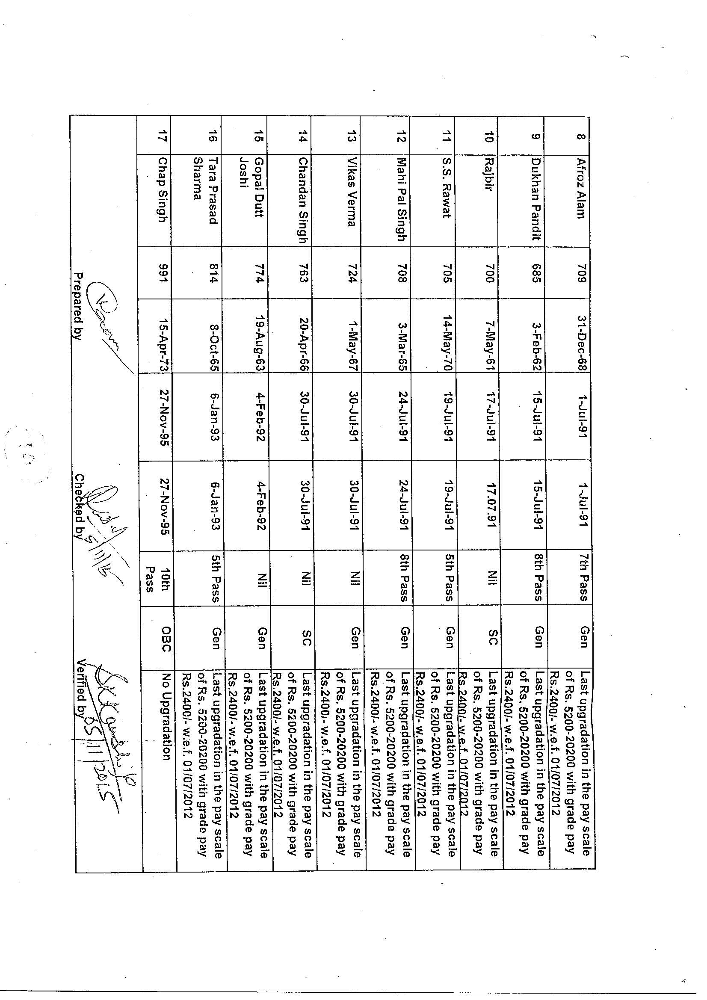 8 Afroz Alam 709 31-Dec-68 1-Jul-91 1-Jul-91 7th Pass Gen Last upgradation in the pay scale
of Rs. 5200-20200 with grade pay
Rs.2400/- w.e.f. 01/07/2012
9 Dukhan Pandit 685 3-Feb-62 15-Jul-91 15-Jul-91 8th Pass Gen Last upgradation in the pay scale
of Rs. 5200-20200 with grade pay
Rs.2400/- w.e.f. 01/07/2012
10 Rajbir 700 7-May-61 17-Jul-91 17.07.91 Nil SC Last upgradation in the pay scale
of Rs. 5200-20200 with grade pay
Rs.2400/- w.e.f. 01/07/2012
11 S.S. Rawat 705 14-May-70 19-Jul-91 19-Jul-91 5th Pass Gen Last upgradation in the pay scale
of Rs. 5200-20200 with grade pay
Rs.2400/- w.e.f. 01/07/2012
12 Mahi Pal Singh 708 3-Mar-65 24-Jul-91 24-Jul-91 8th Pass Gen Last upgradation in the pay scale
of Rs. 5200-20200 with grade pay
Rs.2400/- w.e.f. 01/07/2012
13 Vikas Verma 724 1-May-67 30-Jul-91 30-Jul-91 Nil Gen Last upgradation in the pay scale
of Rs. 5200-20200 with grade pay
Rs.2400/- w.e.f. 01/07/2012
14 Chandan Singh 763 20-Apr-66 30-Jul-91 30-Jul-91 Nil SC Last upgradation in the pay scale
of Rs. 5200-20200 with grade pay
Rs.2400/- w.e.f. 01/07/2012
15 Gopal Dutt 774 19-Aug-63 4-Feb-92 4-Feb-92 Nil Gen Last upgradation in the pay scale
Joshi of Rs. 5200-20200 with grade pay
Rs.2400/- w.e.f. 01/07/2012
16 Tara Prasad 814 8-Oct-65 6-Jan-93 6-Jan-93 5th Pass Gen Last upgradation in the pay scale
Sharma of Rs. 5200-20200 with grade pay
Rs.2400/- w.e.f. 01/07/2012
17 Chap Singh 991 15-Apr-73 27-Nov-95 27-Nov-95 10th OBC No Upgradation
Pass
5/11/15 05/11/2015
Prepared by Checked by Verified by